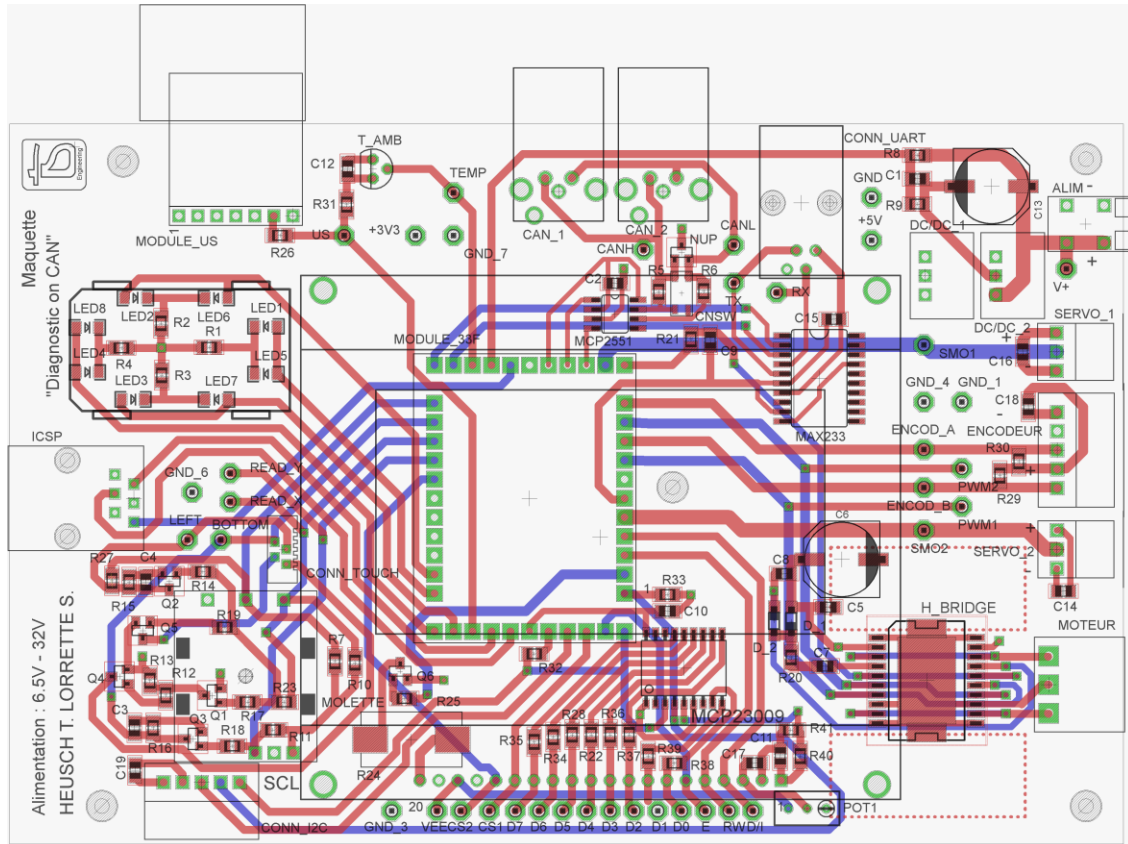 T_AMB
C12
TEMP
R31
US
+3V3
GND_7
1
MODULE_US
R26
CAN_1
CAN_2
CANH
CANL
NUP
R5
R6
C2
TX
RX
CNSW
MCP2551
R21
C9
C15
MAX233
CONN_UART
R8
C1
R9
GND
+5V
C13
ALIM
-
+
V+
DC/DC_1
DC/DC_2
SERVO_1
+
C16
-
SMO1
GND_4
GND_1
C18
-
ENCOD_A
ENCODEUR
R30
+
R29
PWM2
ENCOD_B
PWM1
SMO2
+
SERVO_2
-
C14
MOTEUR
H_BRIDGE
C6
C8
C5
D_1
D_2
R20
C7
Engineering
Maquette
"Diagnostic on CAN"
LED8
LED2
LED6
LED1
R2
R1
LED4
R4
R3
LED5
LED3
LED7
MODULE_33F
ICSP
GND_6
READ_Y
READ_X
LEFT
BOTTOM
CONN_TOUCH
R27
C4
R15
Q2
R14
Q5
R19
R13
R12
Q4
C3
R16
Q3
Q1
R17
R18
R23
R11
R7
R10
MOLETTE
Q6
R25
R24
R32
1
R33
C10
MCP23009
R35
R34
R28
R22
R36
R37
R39
R38
C17
C11
R41
R40
POT1
1
C19
SCL
CONN_I2C
Alimentation : 6.5V - 32V
HEUSCH T. LORRETTE S.
20
GND_3
VEE
CS2
CS1
D7
D6
D5
D4
D3
D2
D1
D0
E
RW
D/I